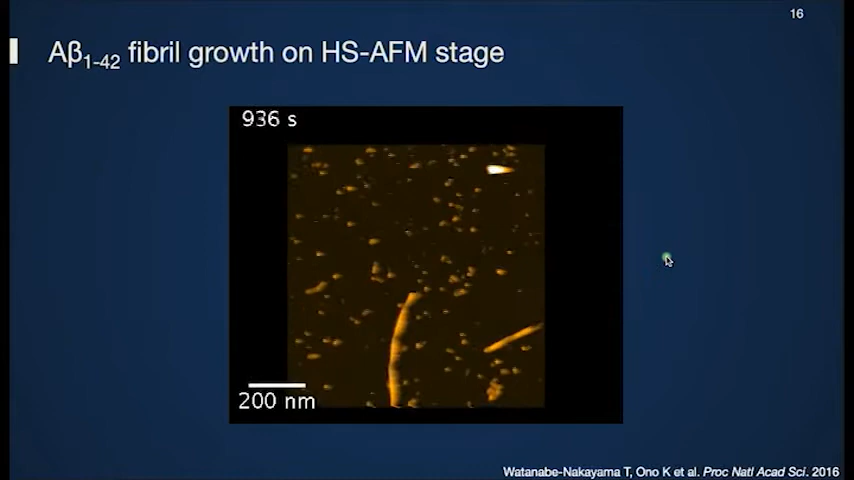 16
Aβ1-42 fibril growth on HS-AFM stage
936 s
200 nm
Watanabe-Nakayama T, Ono K et al. Proc Natl Acad Sci. 2016